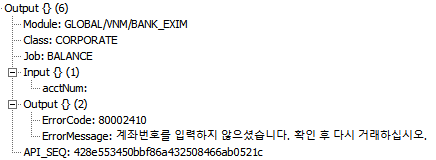 Output {} (6)
Module: GLOBAL/VNM/BANK_EXIM
Class: CORPORATE
Job: BALANCE
Input {} (1)
acctNum:
Output {} (2)
ErrorCode: 80002410
ErrorMessage: 계좌번호를 입력하지 않으셨습니다. 확인 후 다시 거래하십시오.
API_SEQ: 428e553450bbf86a432508466ab0521c